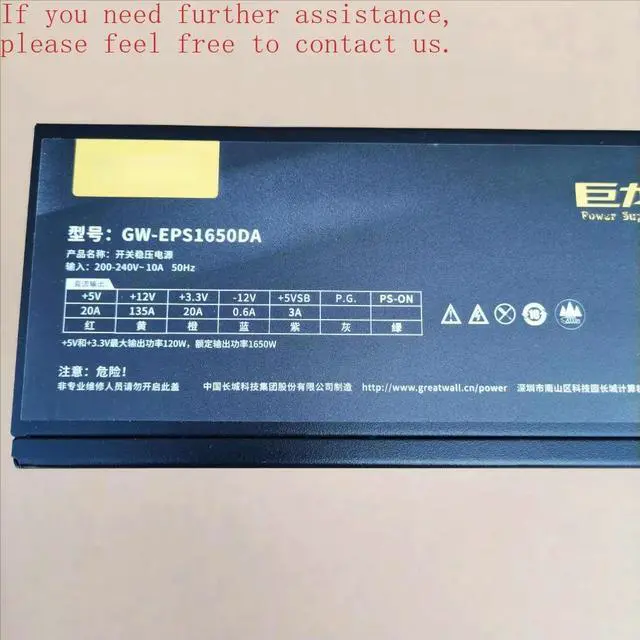 If you need further assistance,
please feel free to contact us.
巨龙
Power Sup
型号：GW-EPS1650DA
产品名称：开关稳压电源
输入：200-240V~10A 50Hz
直流输出
+5V +12V +3.3V -12V +5VSB P.G. PS-ON
20A 135A 20A 0.6A 3A
红 黄 橙 蓝 紫 灰 绿
+5V和+3.3V最大输出功率120W，额定输出功率1650W
注意：危险！
非专业维修人员请勿开启此盖 中国长城科技集团股份有限公司制造 http://www.greatwall.cn/power 深圳市南山区科技园长城计算机